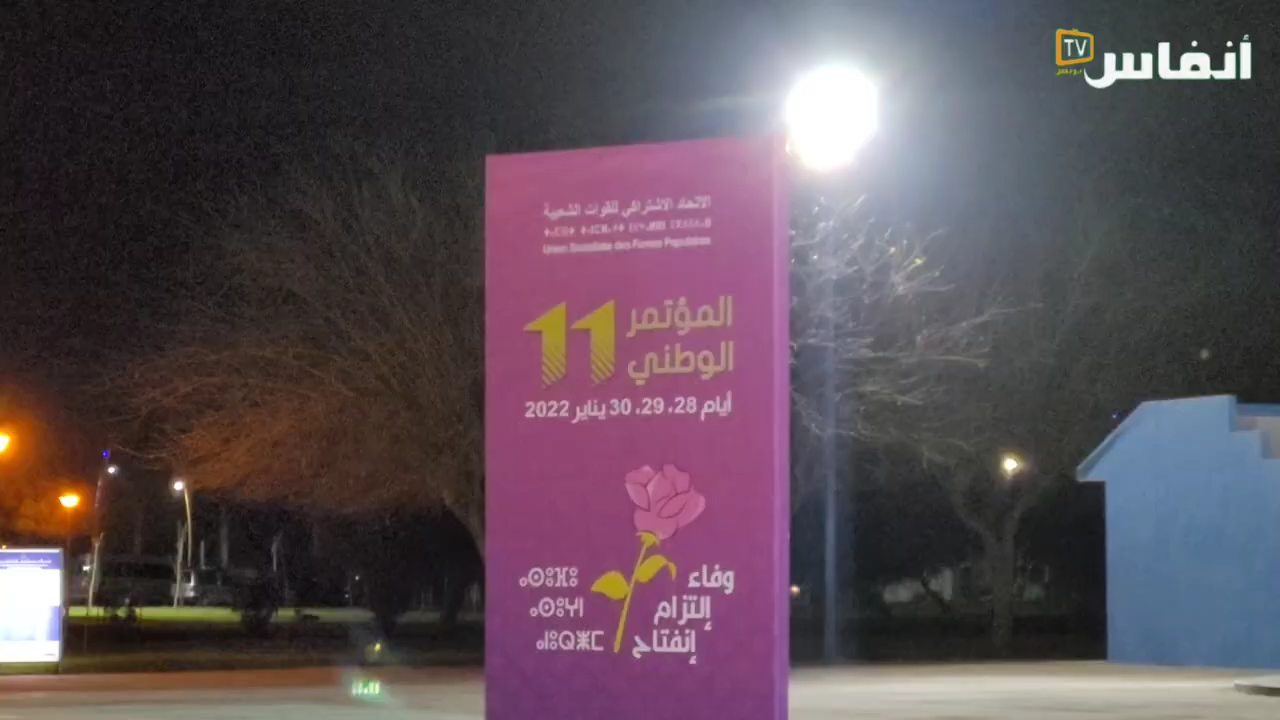 أنفاس
TV
الاتحاد الاشتراكي للقوات الشعبية
Union Socialiste des Forces Populaires
المؤتمر 11
الوطني
أيام 28، 29، 30 يناير 2022
وفاء
إلتزام
إنفتاح